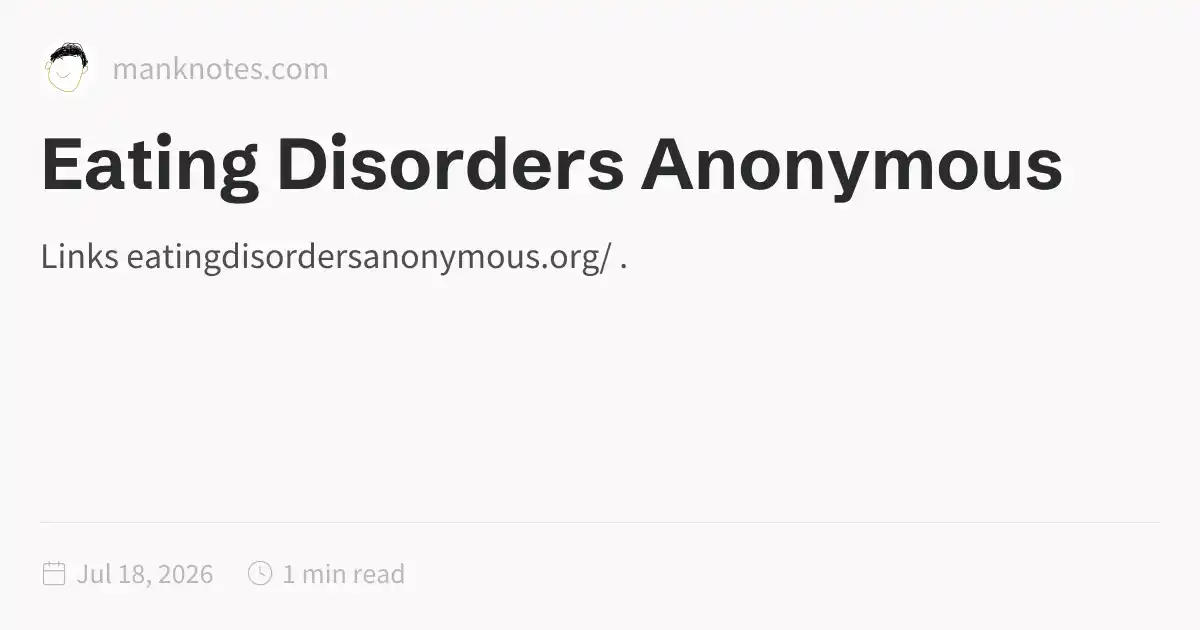 manknotes.com
Eating Disorders Anonymous
Links eatingdisordersanonymous.org/ .
Jul 18, 2026 1 min read